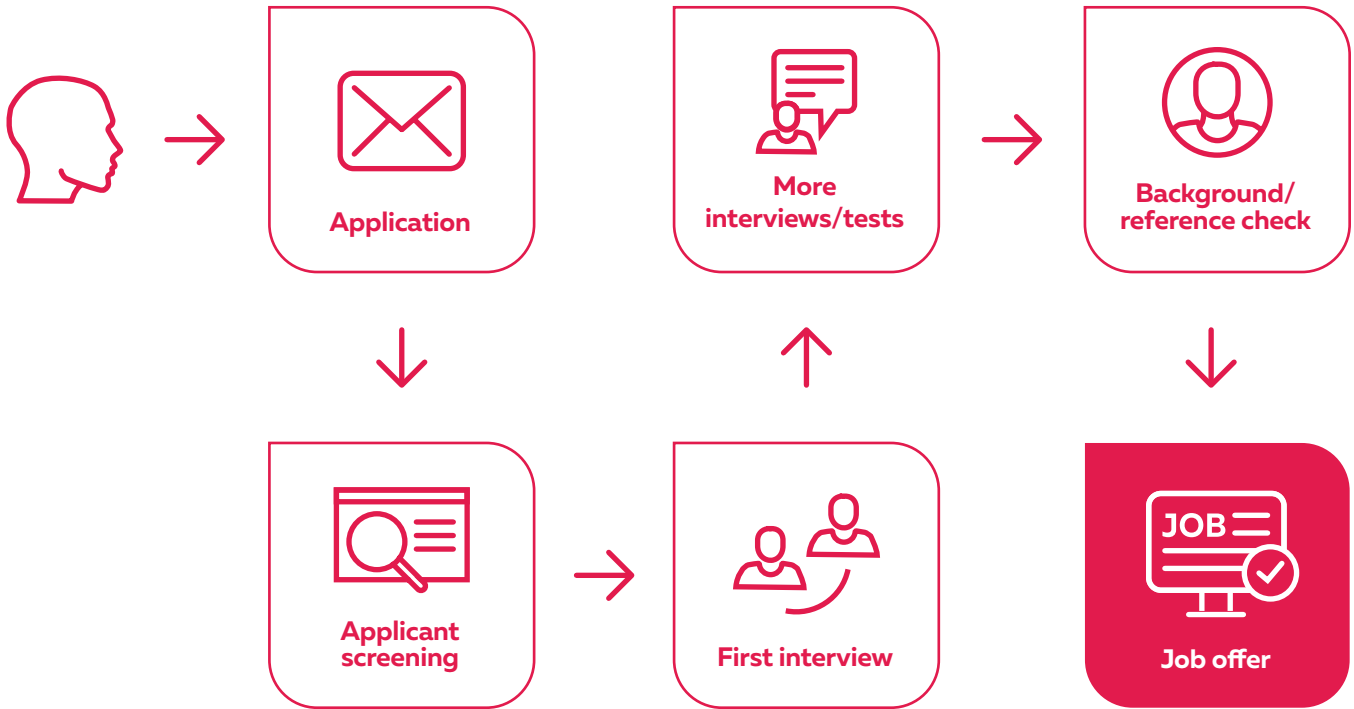 Application
Applicant
screening
First interview
More
interviews/tests
Background/
reference check
JOB
Job offer